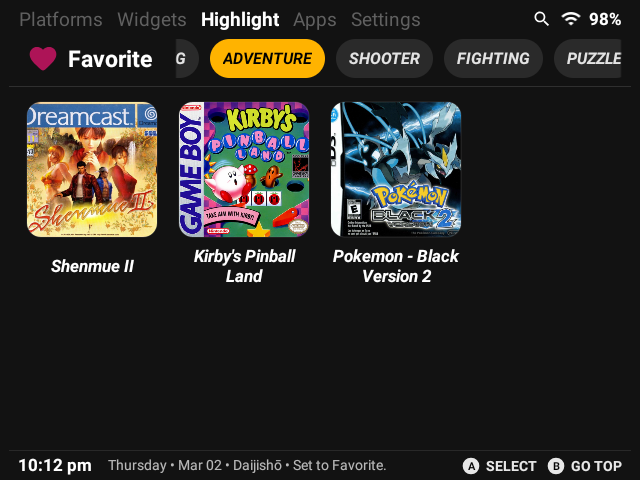 Platforms Widgets Highlight Apps Settings 98%
Favorite G ADVENTURE SHOOTER FIGHTING PUZZLE
Dreamcast.
Shenmue II
GAME BOY
KIRBY'S
PINBALL
LAND
TAKE AIM WITH KIRBY!
Nintendo
POKéMON
BLACK
VERSION 2
Shenmue II
Kirby's Pinball
Land
Pokemon - Black
Version 2
10:12 pm Thursday • Mar 02 • Daijishō • Set to Favorite. A SELECT B GO TOP